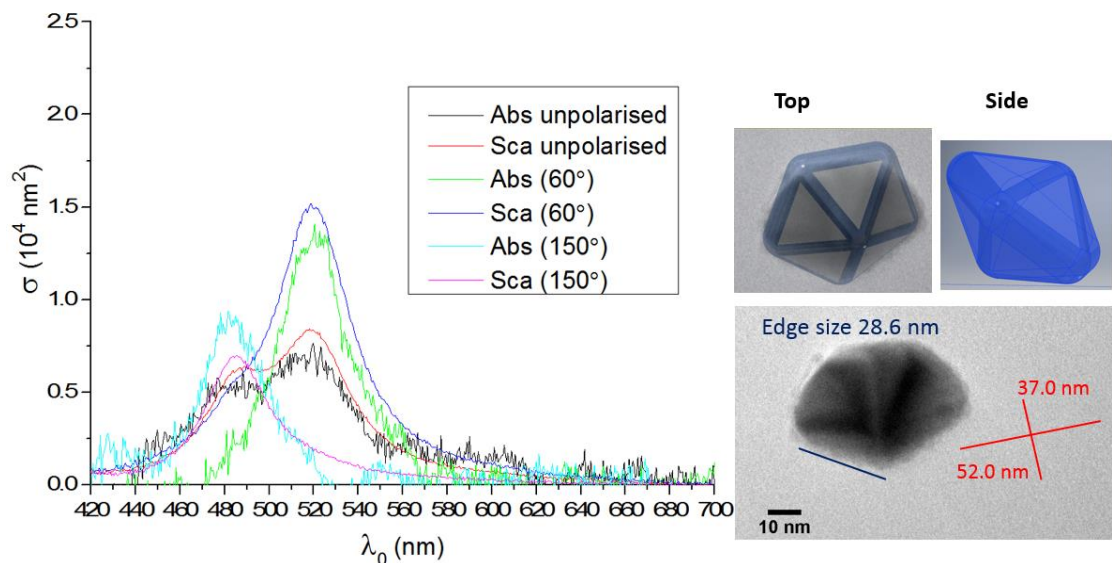 2.5
2.0
1.5
1.0
0.5
0.0
σ (10⁴ nm²)
420 440 460 480 500 520 540 560 580 600 620 640 660 680 700
λ₀ (nm)
Abs unpolarised
Sca unpolarised
Abs (60°)
Sca (60°)
Abs (150°)
Sca (150°)
Top Side
Edge size 28.6 nm
37.0 nm
52.0 nm
10 nm